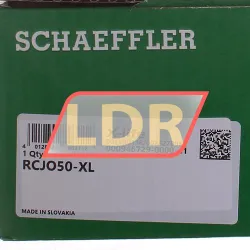 SCHAEFFLER
LDR
1 Qty
RCJO50-XL
MADE IN SLOVAKIA